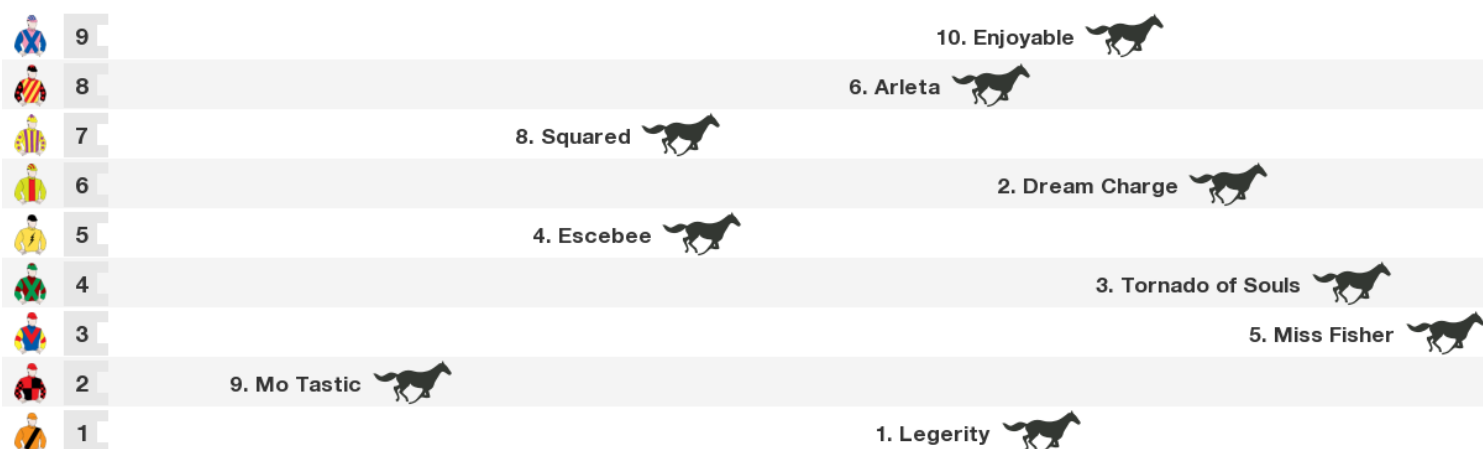 9 10. Enjoyable
8 6. Arleta
7 8. Squared
6 2. Dream Charge
5 4. Escebee
4 3. Tornado of Souls
3 5. Miss Fisher
2 9. Mo Tastic
1 1. Legerity